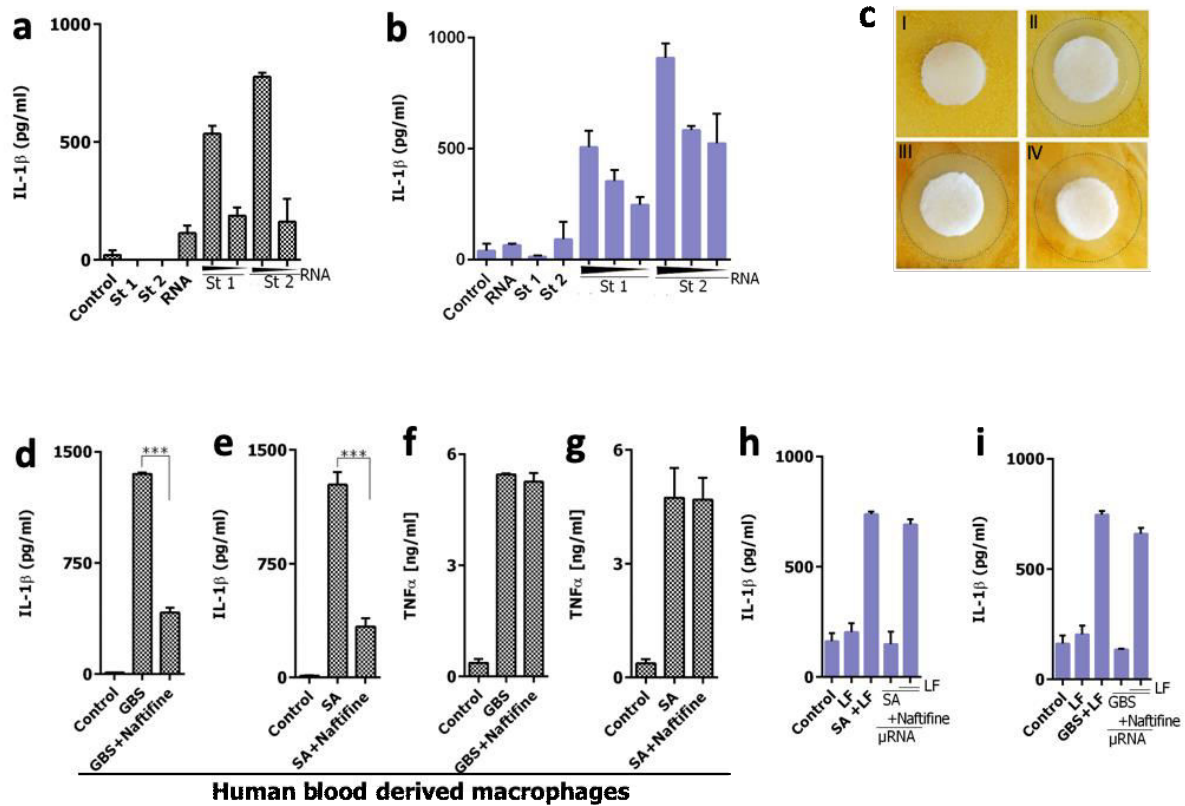 a
1000
500
0
IL-1β (pg/ml)
Control
St 1
St 2
RNA
St 1
St 2
RNA
b
1000
500
0
IL-1β (pg/ml)
Control
RNA
St 1
St 2
St 1
St 2
RNA
c
I
II
III
IV
d
1500
750
0
IL-1β (pg/ml)
***
Control
GBS
GBS+Naftifine
e
1500
750
0
IL-1β (pg/ml)
***
Control
SA
SA+Naftifine
f
6
3
0
TNFα [ng/ml]
Control
GBS
GBS+Naftifine
g
6
3
0
TNFα [ng/ml]
Control
SA
SA+Naftifine
h
1000
500
0
IL-1β (pg/ml)
Control
LF
SA +LF
LF
SA
+Naftifine
μRNA
i
1000
500
0
IL-1β (pg/ml)
Control
LF
GBS+LF
LF
GBS
+Naftifine
μRNA
Human blood derived macrophages